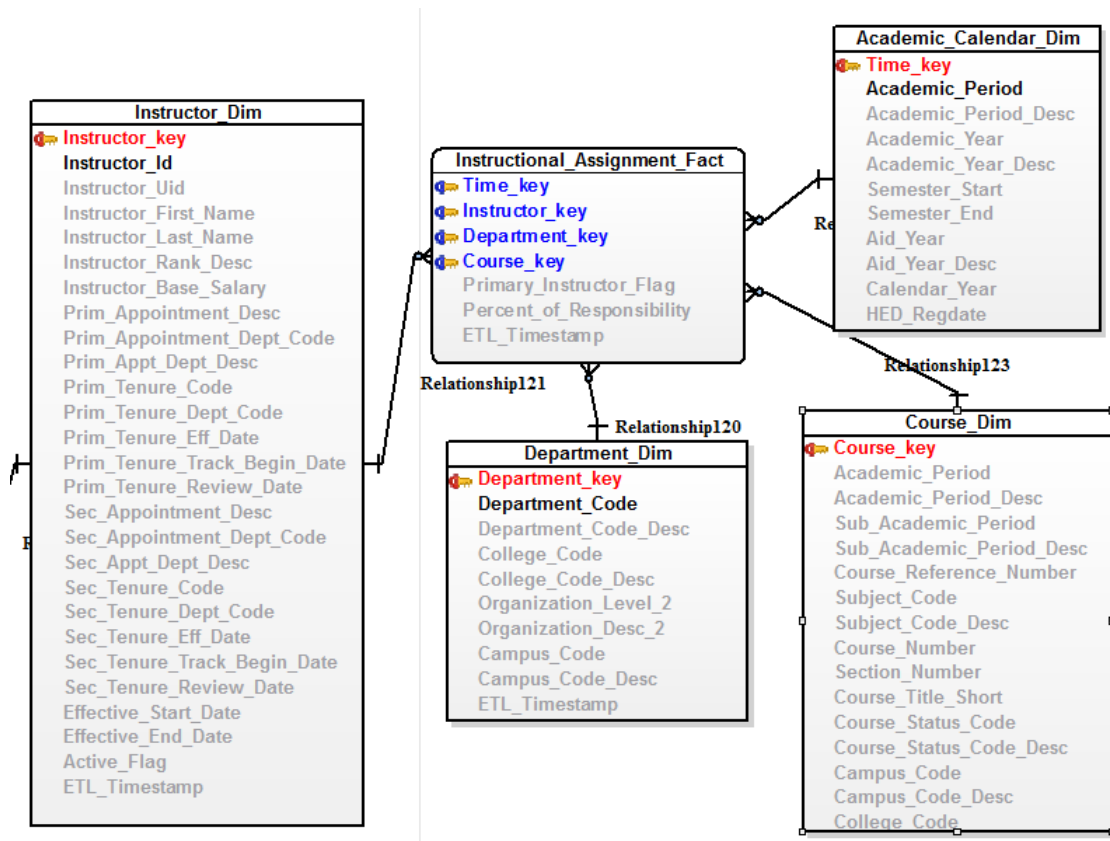 Instructor_Dim
Instructor_key
Instructor_Id
Instructor_Uid
Instructor_First_Name
Instructor_Last_Name
Instructor_Rank_Desc
Instructor_Base_Salary
Prim_Appointment_Desc
Prim_Appointment_Dept_Code
Prim_Appt_Dept_Desc
Prim_Tenure_Code
Prim_Tenure_Dept_Code
Prim_Tenure_Eff_Date
Prim_Tenure_Track_Begin_Date
Prim_Tenure_Review_Date
Sec_Appointment_Desc
Sec_Appointment_Dept_Code
Sec_Appt_Dept_Desc
Sec_Tenure_Code
Sec_Tenure_Dept_Code
Sec_Tenure_Eff_Date
Sec_Tenure_Track_Begin_Date
Sec_Tenure_Review_Date
Effective_Start_Date
Effective_End_Date
Active_Flag
ETL_Timestamp
Instructional_Assignment_Fact
Time_key
Instructor_key
Department_key
Course_key
Primary_Instructor_Flag
Percent_of_Responsibility
ETL_Timestamp
Relationship121
Relationship120
Department_Dim
Department_key
Department_Code
Department_Code_Desc
College_Code
College_Code_Desc
Organization_Level_2
Organization_Desc_2
Campus_Code
Campus_Code_Desc
ETL_Timestamp
Academic_Calendar_Dim
Time_key
Academic_Period
Academic_Period_Desc
Academic_Year
Academic_Year_Desc
Semester_Start
Semester_End
Aid_Year
Aid_Year_Desc
Calendar_Year
HED_Regdate
Re
Relationship123
Course_Dim
Course_key
Academic_Period
Academic_Period_Desc
Sub_Academic_Period
Sub_Academic_Period_Desc
Course_Reference_Number
Subject_Code
Subject_Code_Desc
Course_Number
Section_Number
Course_Title_Short
Course_Status_Code
Course_Status_Code_Desc
Campus_Code
Campus_Code_Desc
College_Code